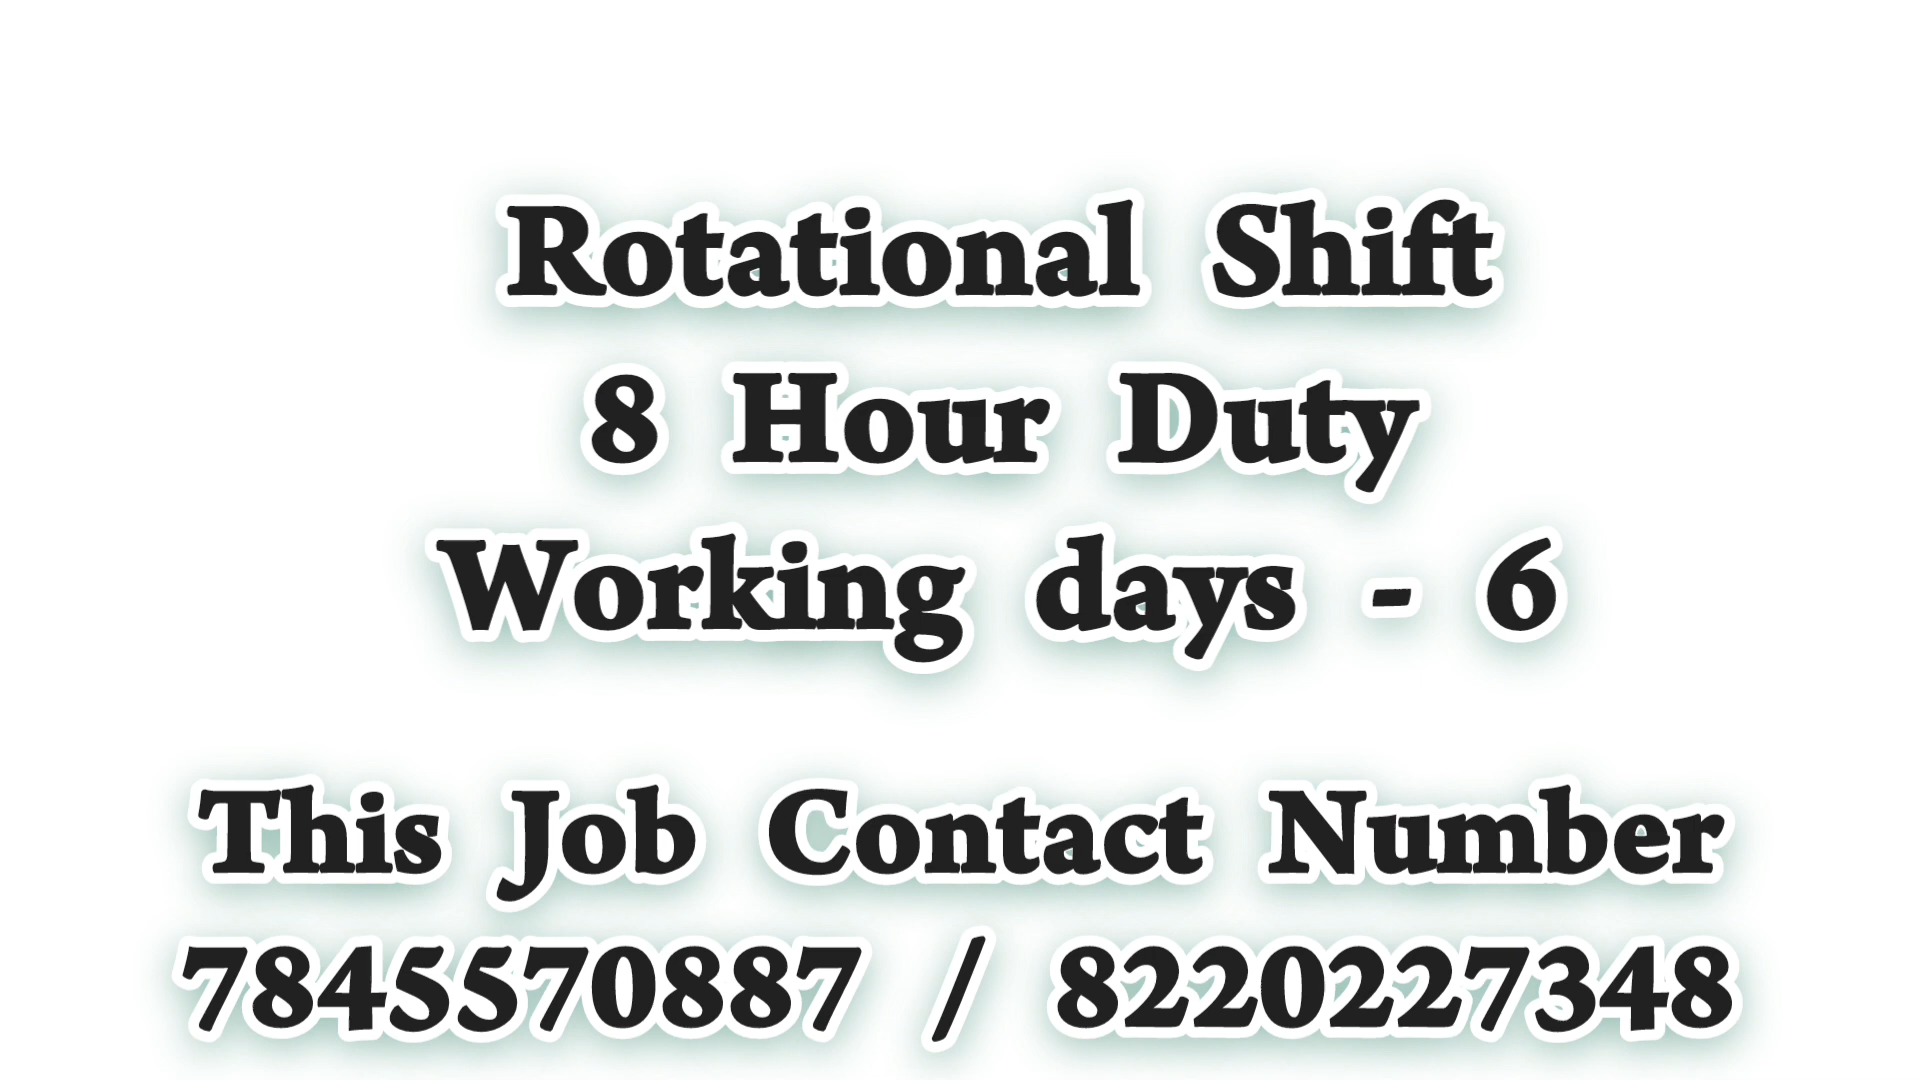 Rotational Shift
8 Hour Duty
Working days - 6
This Job Contact Number
7845570887 / 8220227348